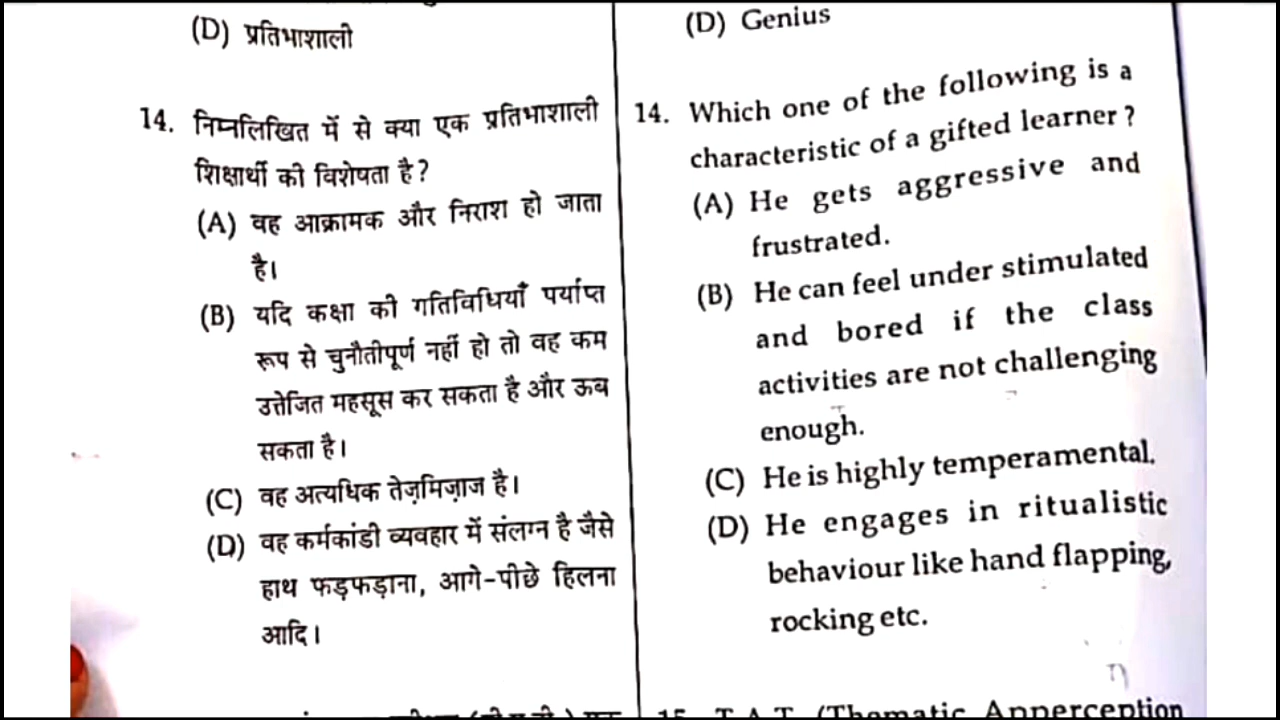 (D) प्रतिभाशाली
14. निम्नलिखित में से क्या एक प्रतिभाशाली
शिक्षार्थी की विशेषता है?
(A) वह आक्रामक और निराश हो जाता
है।
(B) यदि कक्षा की गतिविधियाँ पर्याप्त
रूप से चुनौतीपूर्ण नहीं हो तो वह कम
उत्तेजित महसूस कर सकता है और ऊब
सकता है।
(C) वह अत्यधिक तेज़मिज़ाज है।
(D) वह कर्मकांडी व्यवहार में संलग्न है जैसे
हाथ फड़फड़ाना, आगे-पीछे हिलना
आदि।
(D) Genius
14. Which one of the following is a
characteristic of a gifted learner?
(A) He gets aggressive and
frustrated.
(B) He can feel under stimulated
and bored if the class
activities are not challenging
enough.
(C) He is highly temperamental.
(D) He engages in ritualistic
behaviour like hand flapping,
rocking etc.
15. T.A.T. (Thematic Apperception